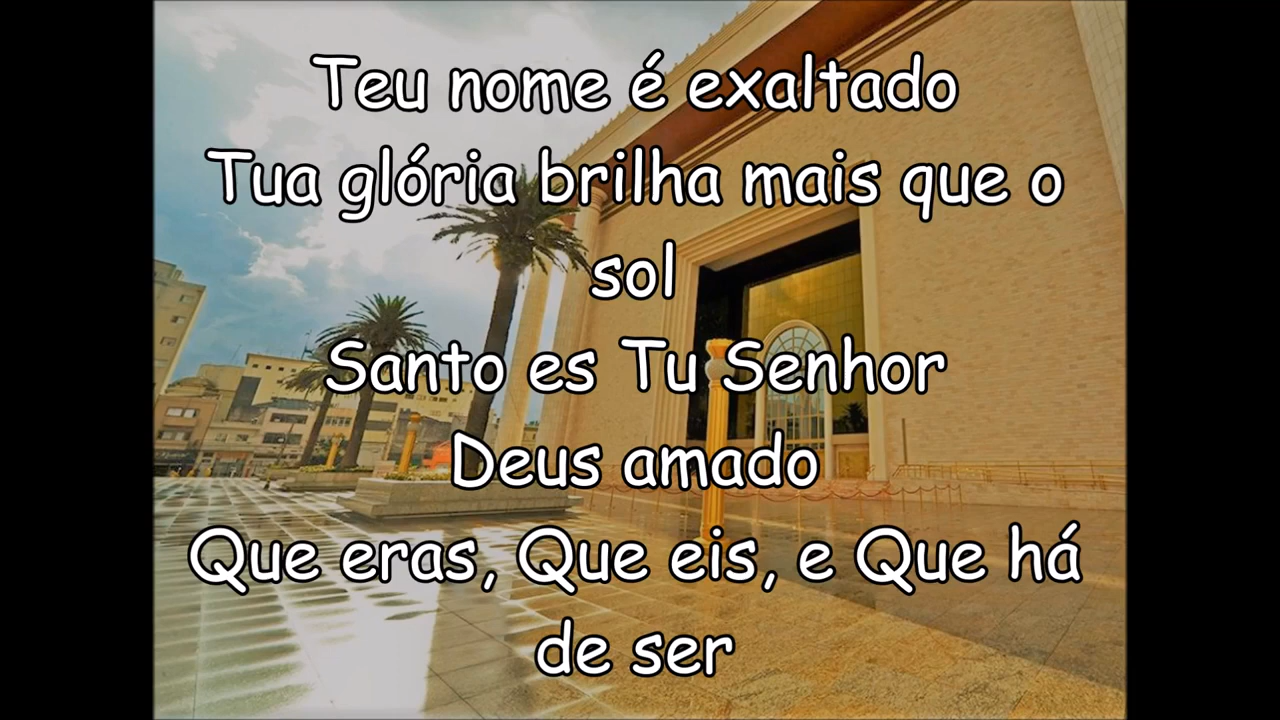 Teu nome é exaltado
Tua glória brilha mais que o
sol
Santo es Tu Senhor
Deus amado
Que eras, Que eis, e Que há
de ser